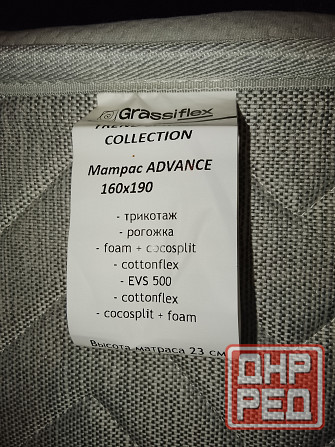 Grassiflex
TREND
COLLECTION
Матрас ADVANCE
160x190
- трикотаж
- рогожка
- foam + cocosplit
- cottonflex
- EVS 500
- cottonflex
- cocosplit + foam
Высота матраса 23 см
ДНР
РЕД